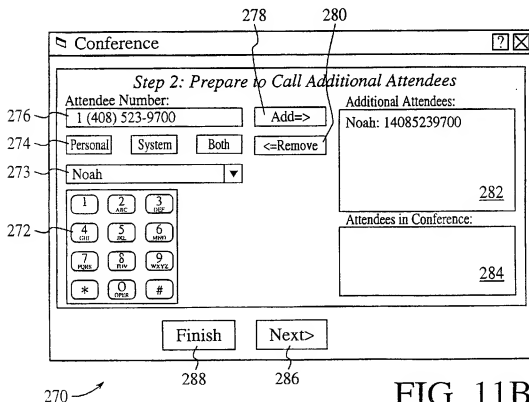 278
280
Conference
?
Step 2: Prepare to Call Additional Attendees
Attendee Number:
276
1 (408) 523-9700
Add=>
274
Personal
System
Both
<=Remove
273
Noah
272
1
2
ABC
3
DEF
4
GHI
5
JKL
6
MNO
7
PQRS
8
TUV
9
WXYZ
*
0
OPER
#
Additional Attendees:
Noah: 14085239700
282
Attendees in Conference:
284
Finish
Next>
288
286
270
FIG. 11B